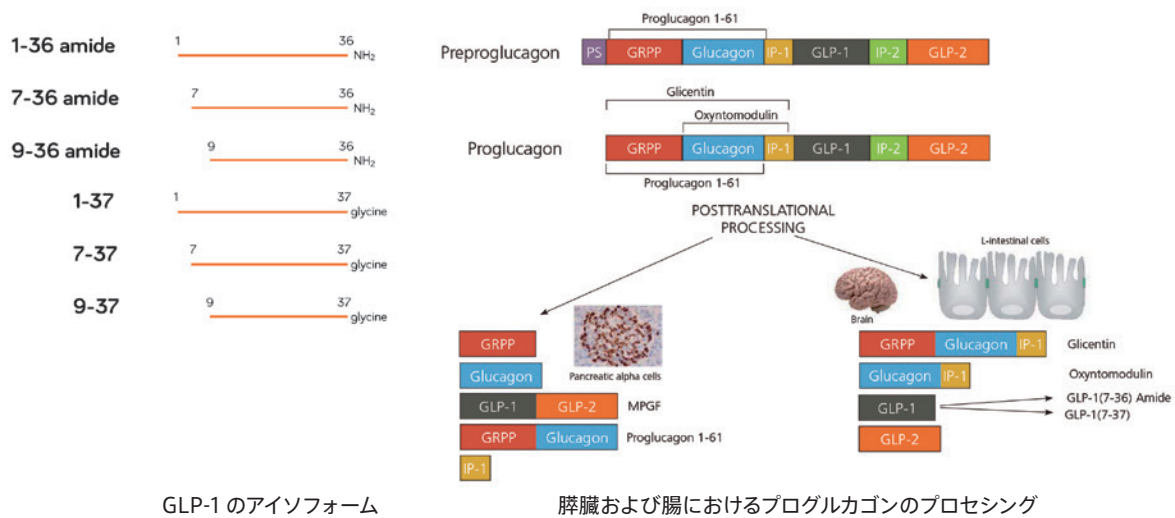 1-36 amide
1
36
NH2
7-36 amide
7
36
NH2
9-36 amide
9
36
NH2
1-37
1
37
glycine
7-37
7
37
glycine
9-37
9
37
glycine
GLP-1 のアイソフォーム
Proglucagon 1-61
Preproglucagon
PS GRPP Glucagon IP-1 GLP-1 IP-2 GLP-2
Glicentin
Oxyntomodulin
Proglucagon
GRPP Glucagon IP-1 GLP-1 IP-2 GLP-2
Proglucagon 1-61
POSTTRANSLATIONAL
PROCESSING
GRPP
Glucagon
Pancreatic alpha cells
GLP-1 GLP-2 MPGF
GRPP Glucagon Proglucagon 1-61
IP-1
L-intestinal cells
Brain
GRPP Glucagon IP-1 Glicentin
Glucagon IP-1 Oxyntomodulin
GLP-1
GLP-1(7-36) Amide
GLP-1(7-37)
GLP-2
膵臓および腸におけるプログルカゴンのプロセシング